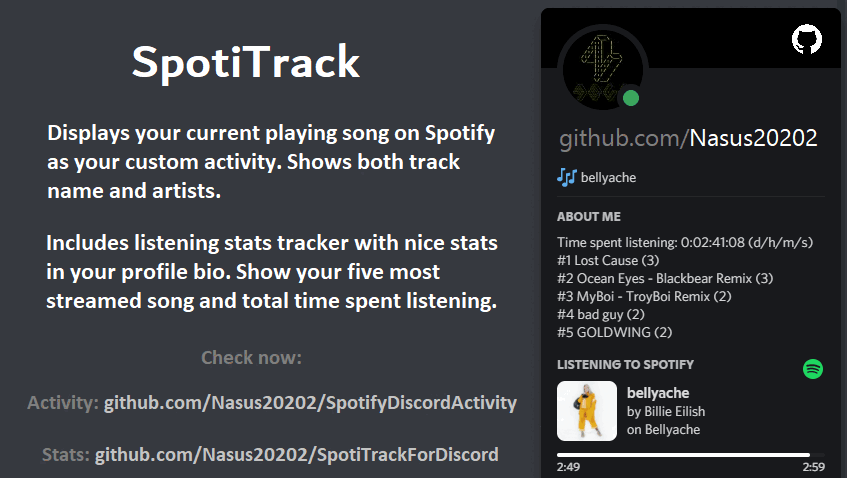 SpotiTrack
Displays your current playing song on Spotify
as your custom activity. Shows both track
name and artists.
Includes listening stats tracker with nice stats
in your profile bio. Show your five most
streamed song and total time spent listening.
Check now:
Activity: github.com/Nasus20202/SpotifyDiscordActivity
Stats: github.com/Nasus20202/SpotiTrackForDiscord
github.com/Nasus20202
bellyache
ABOUT ME
Time spent listening: 0:02:41:08 (d/h/m/s)
#1 Lost Cause (3)
#2 Ocean Eyes - Blackbear Remix (3)
#3 MyBoi - TroyBoi Remix (2)
#4 bad guy (2)
#5 GOLDWING (2)
LISTENING TO SPOTIFY
bellyache
by Billie Eilish
on Bellyache
2:49 2:59